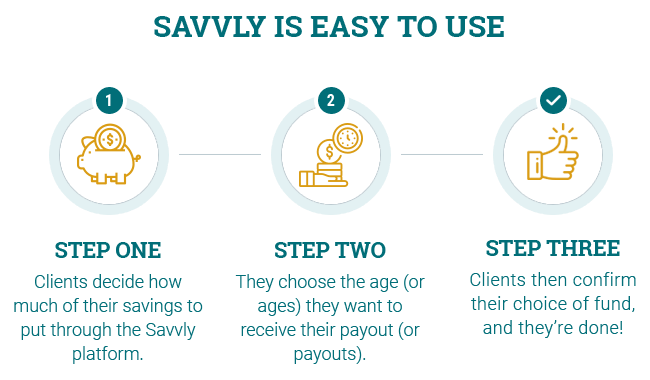 SAVVLY IS EASY TO USE
1
2
$
$
STEP ONE
Clients decide how
much of their savings to
put through the Savvly
platform.
STEP TWO
They choose the age (or
ages) they want to
receive their payout (or
payouts).
STEP THREE
Clients then confirm
their choice of fund,
and they're done!